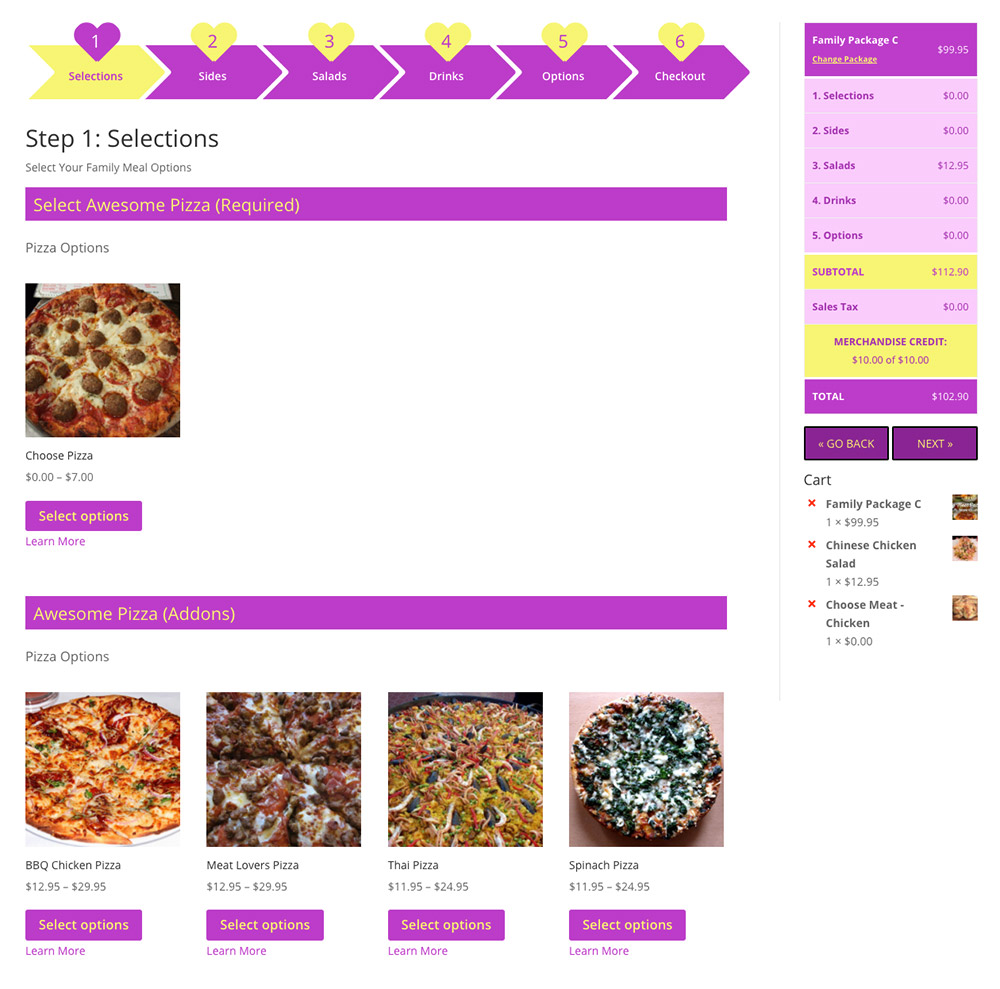 1
2
3
4
5
6
Selections
Sides
Salads
Drinks
Options
Checkout
Step 1: Selections
Select Your Family Meal Options
Select Awesome Pizza (Required)
Pizza Options
Choose Pizza
$0.00 – $7.00
Select options
Learn More
Awesome Pizza (Addons)
Pizza Options
BBQ Chicken Pizza
$12.95 – $29.95
Select options
Learn More
Meat Lovers Pizza
$12.95 – $29.95
Select options
Learn More
Thai Pizza
$11.95 – $24.95
Select options
Learn More
Spinach Pizza
$11.95 – $24.95
Select options
Learn More
Family Package C $99.95
Change Package
1. Selections $0.00
2. Sides $0.00
3. Salads $12.95
4. Drinks $0.00
5. Options $0.00
SUBTOTAL $112.90
Sales Tax $0.00
MERCHANDISE CREDIT:
$10.00 of $10.00
TOTAL $102.90
« GO BACK NEXT »
Cart
× Family Package C
1 × $99.95
× Chinese Chicken
Salad
1 × $12.95
× Choose Meat -
Chicken
1 × $0.00